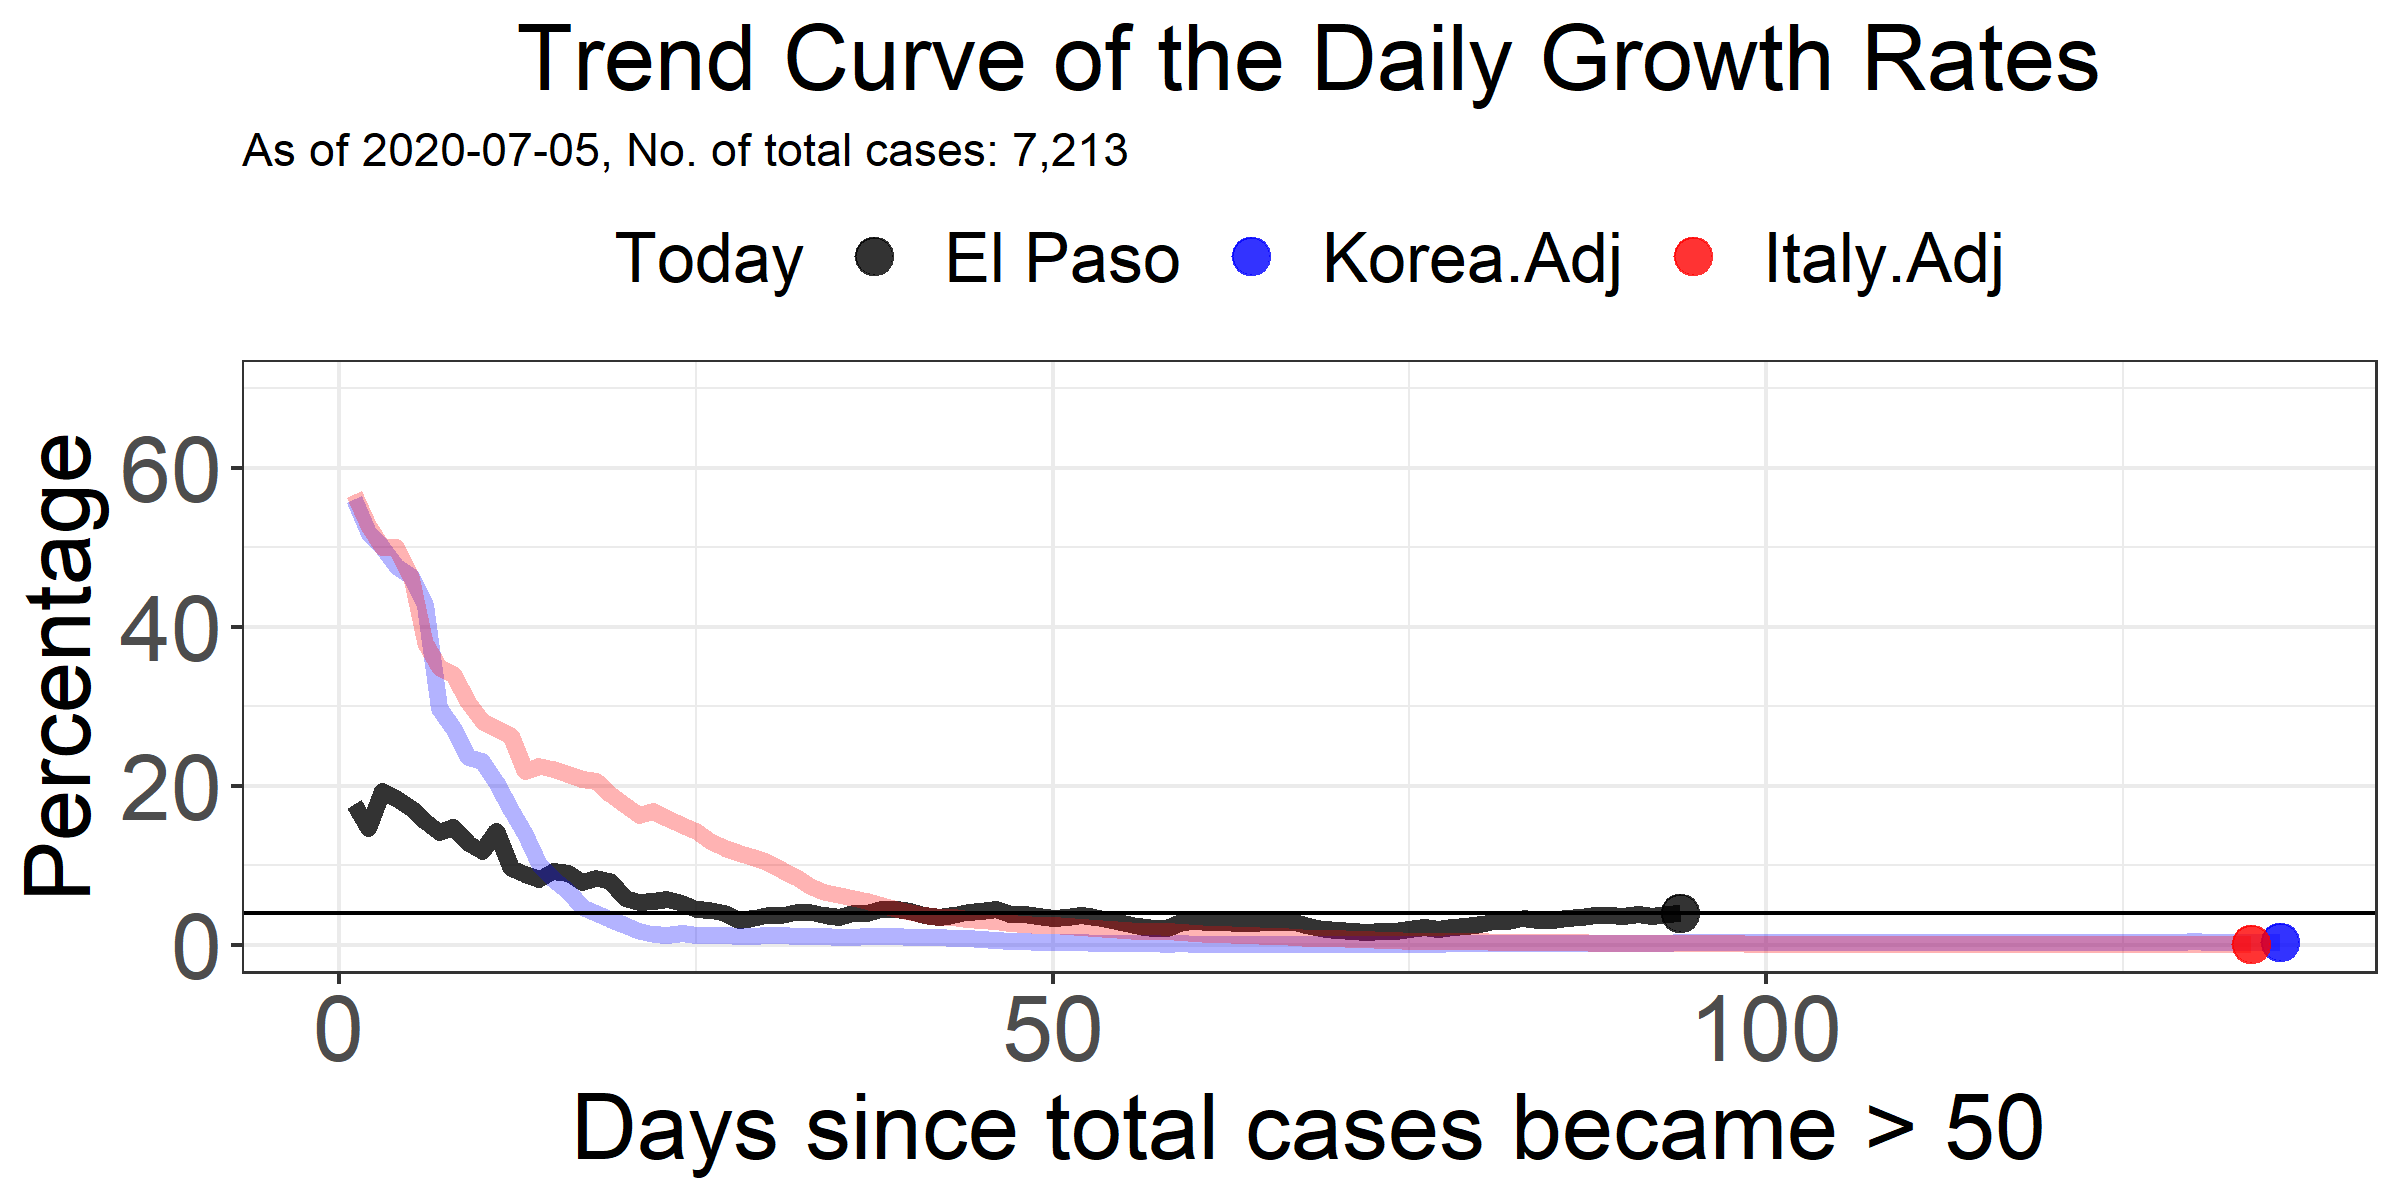 Trend Curve of the Daily Growth Rates
As of 2020-07-05, No. of total cases: 7,213
Today El Paso Korea.Adj Italy.Adj
Percentage
60
40
20
0
0 50 100
Days since total cases became > 50